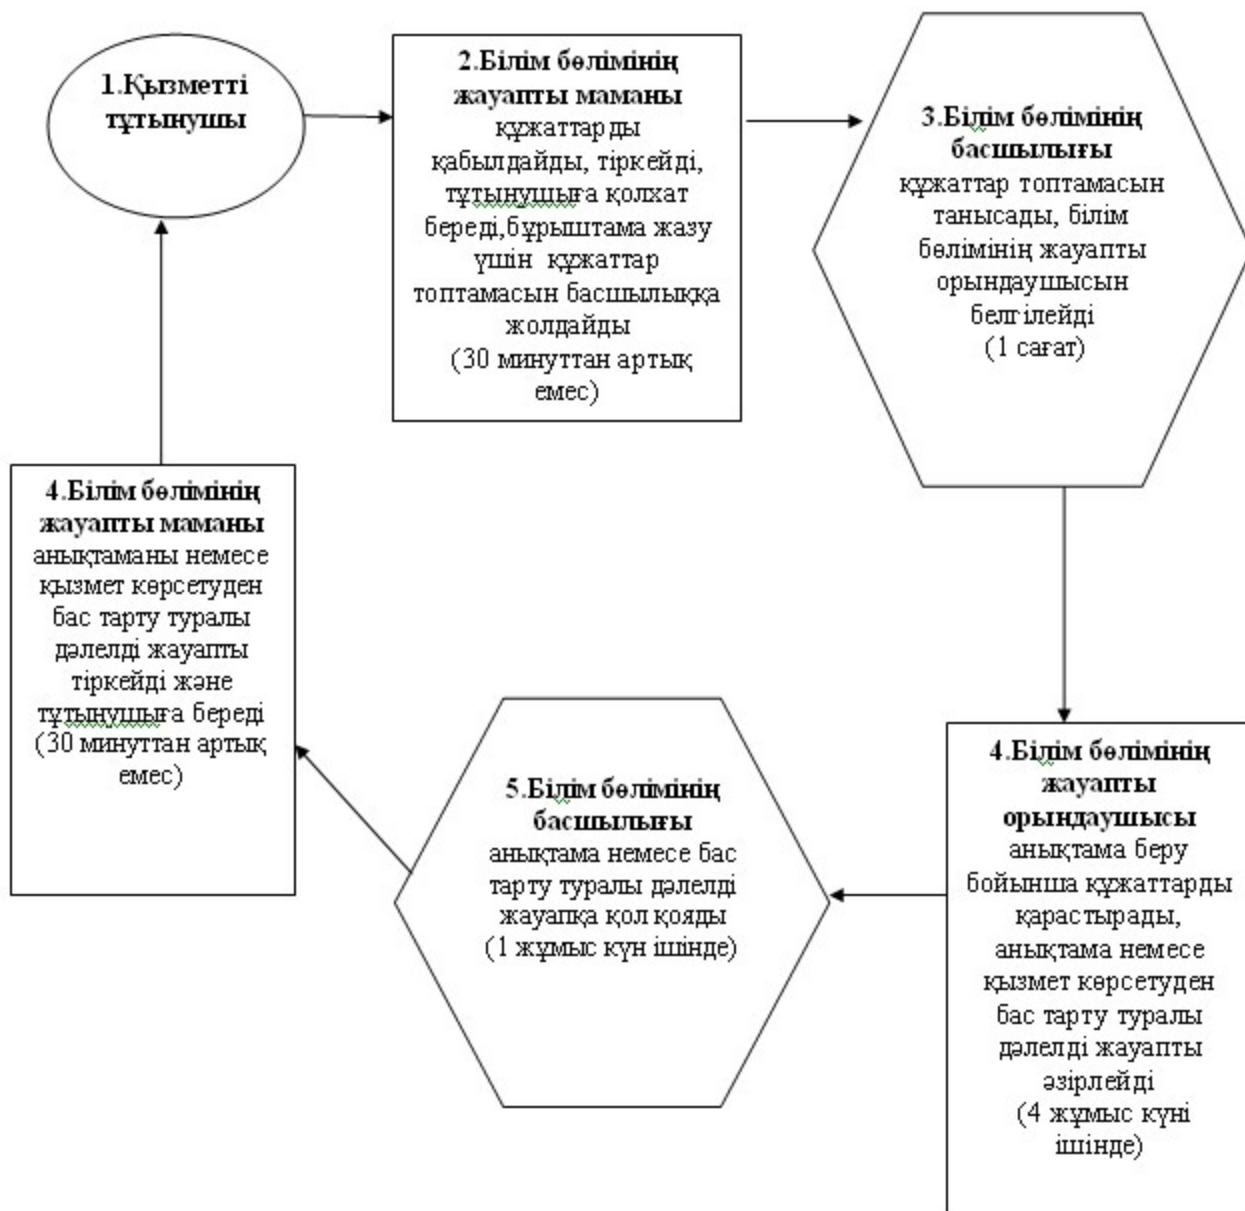 1.Қызметті
тұтынушы
2.Білім бөлімінің
жауапты маманы
құжаттарды
қабылдайды, тіркейді,
тұтынушыға қолхат
береді,бұрыштама жазу
үшін құжаттар
топтамасын басшылыққа
жолдайды
(30 минуттан артық
емес)
3.Білім бөлімінің
басшылығы
құжаттар топтамасын
танысады, білім
бөлімінің жауапты
орындаушысын
белгілейді
(1 сағат)
4.Білім бөлімінің
жауапты
орындаушысы
анықтама беру
бойынша құжаттарды
қарастырады,
анықтама немесе
қызмет көрсетуден
бас тарту туралы
дәлелді жауапты
әзірлейді
(4 жұмыс күні
ішінде)
5.Білім бөлімінің
басшылығы
анықтама немесе бас
тарту туралы дәлелді
жауапқа қол қояды
(1 жұмыс күн ішінде)
4.Білім бөлімінің
жауапты маманы
анықтаманы немесе
қызмет көрсетуден
бас тарту туралы
дәлелді жауапты
тіркейді және
тұтынушыға береді
(30 минуттан артық
емес)